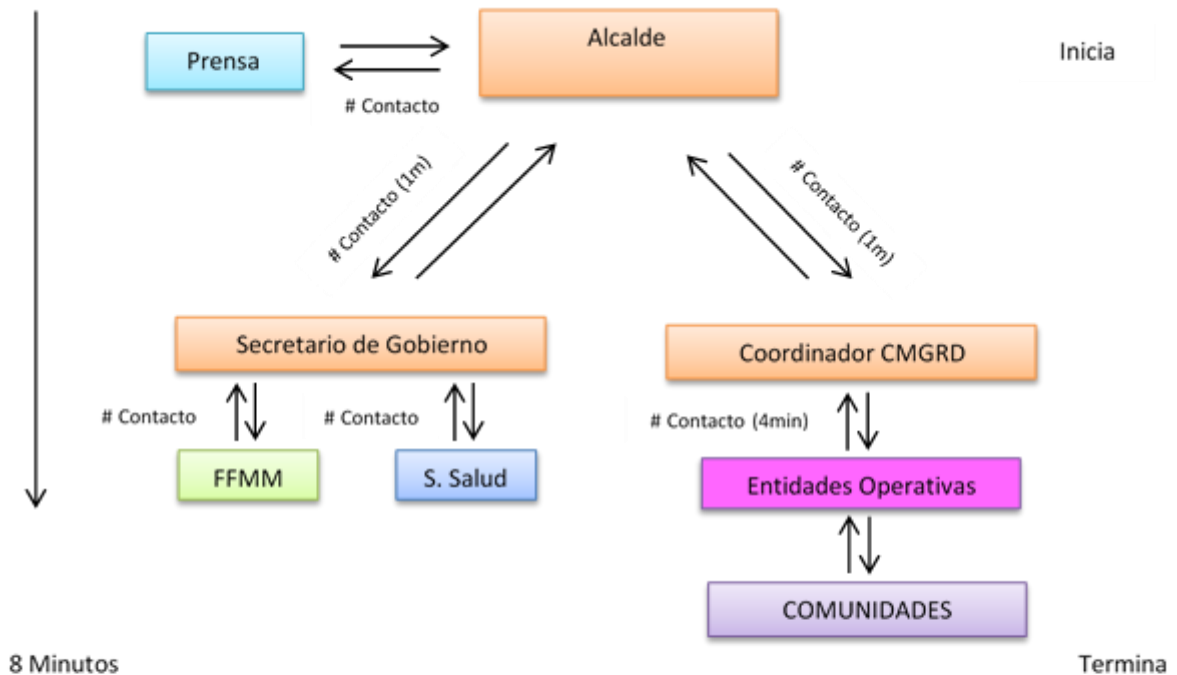 Alcalde
Inicia
Prensa
# Contacto
# Contacto (1m)
# Contacto (1m)
Secretario de Gobierno
Coordinador CMGRD
# Contacto
# Contacto
# Contacto (4min)
FFMM
S. Salud
Entidades Operativas
COMUNIDADES
8 Minutos
Termina